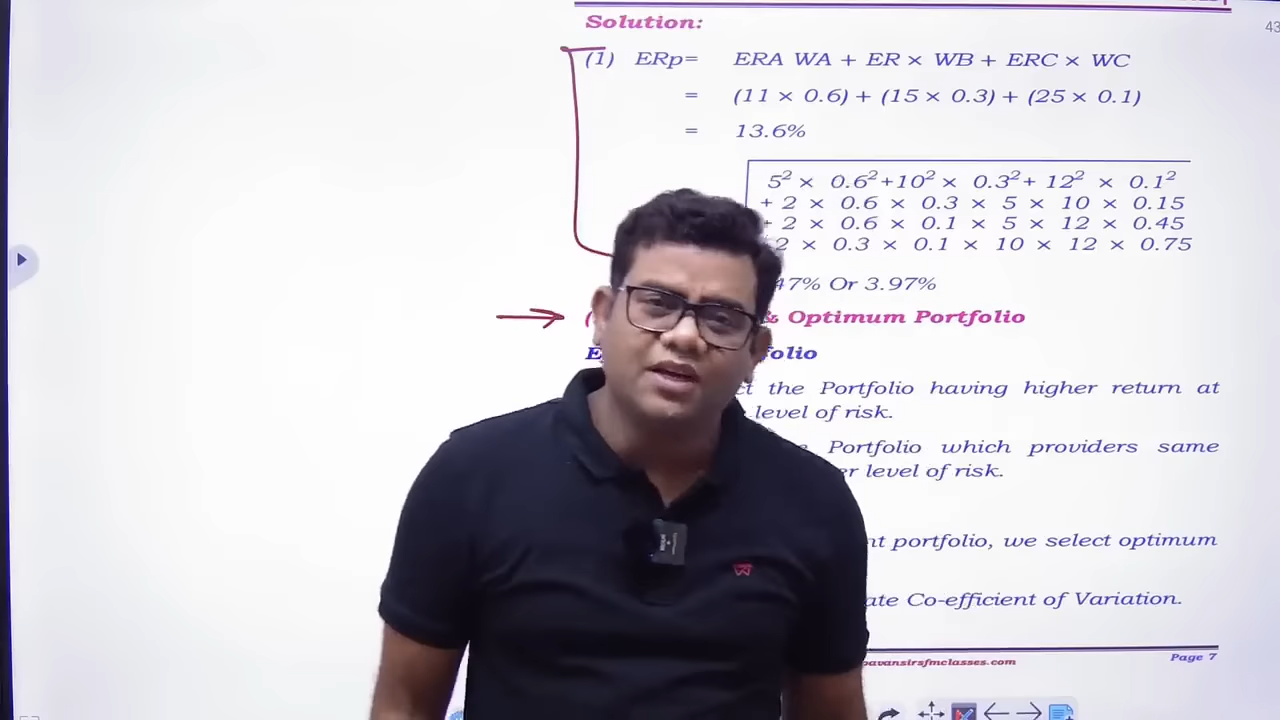 43
Solution:
(1) ERp= ERA WA + ER × WB + ERC × WC
= (11 × 0.6) + (15 × 0.3) + (25 × 0.1)
= 13.6%
5² × 0.6²+10² × 0.3²+ 12² × 0.1²
+ 2 × 0.6 × 0.3 × 5 × 10 × 0.15
+ 2 × 0.6 × 0.1 × 5 × 12 × 0.45
2 × 0.3 × 0.1 × 10 × 12 × 0.75
47% Or 3.97%
( & Optimum Portfolio
the Portfolio having higher return at
level of risk.
Portfolio which providers same
level of risk.
portfolio, we select optimum
Co-efficient of Variation.
pavansirsfmclasses.com Page 7